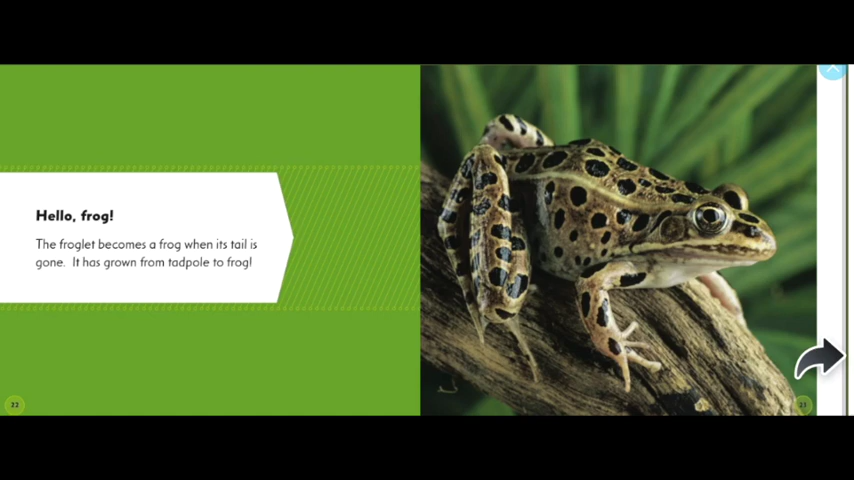 Hello, frog!
The froglet becomes a frog when its tail is
gone. It has grown from tadpole to frog!
22
23